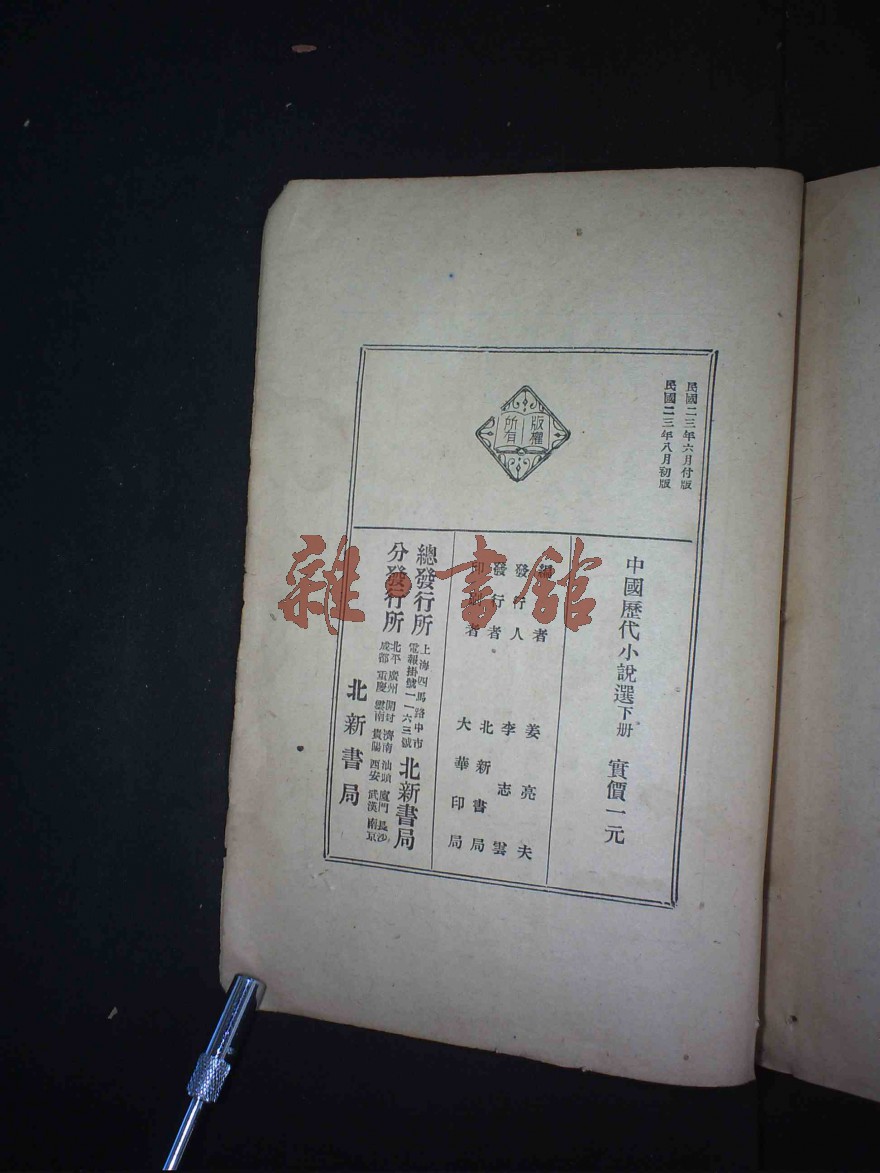 民國二三年六月付版
民國二三年八月初版
版權
所有
中國歷代小說選下册 實價一元
編者 姜亮夫
發行人 李志雲
發行者 北新書局
印刷者 大華印局
總發行所 上海四馬路中市 電報掛號一一六三號 北新書局
分發行所 北平 廣州 開封 濟南 汕頭 廈門 長沙
成都 重慶 雲南 貴陽 西安 武漢 南京
北新書局
雜·書館